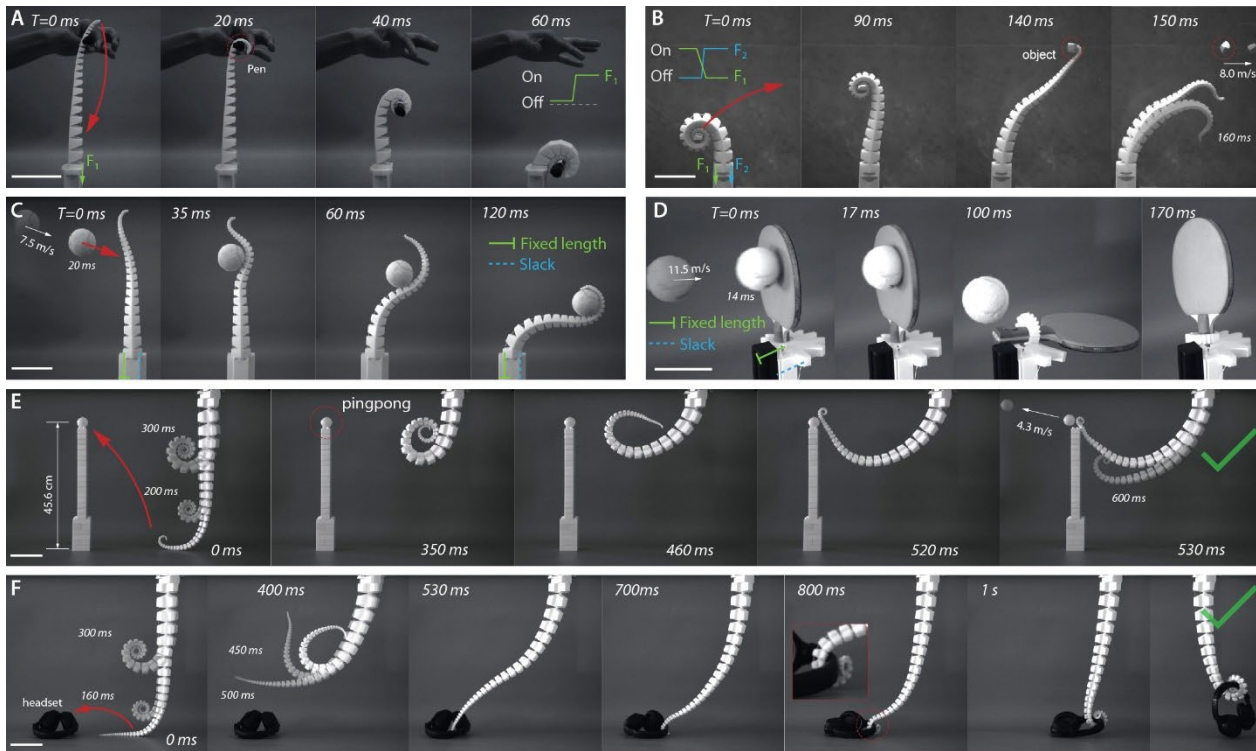 A
T=0 ms
20 ms
40 ms
60 ms
Pen
On
Off
F₁
F₁
B
T=0 ms
90 ms
140 ms
150 ms
On
Off
F₂
F₁
object
8.0 m/s
160 ms
F₁
F₂
C
T=0 ms
35 ms
60 ms
120 ms
7.5 m/s
20 ms
Fixed length
Slack
D
T=0 ms
17 ms
100 ms
170 ms
11.5 m/s
14 ms
Fixed length
Slack
E
pingpong
300 ms
4.3 m/s
45.6 cm
200 ms
600 ms
0 ms
350 ms
460 ms
520 ms
530 ms
F
400 ms
530 ms
700ms
800 ms
1 s
300 ms
450 ms
headset
160 ms
500 ms
0 ms